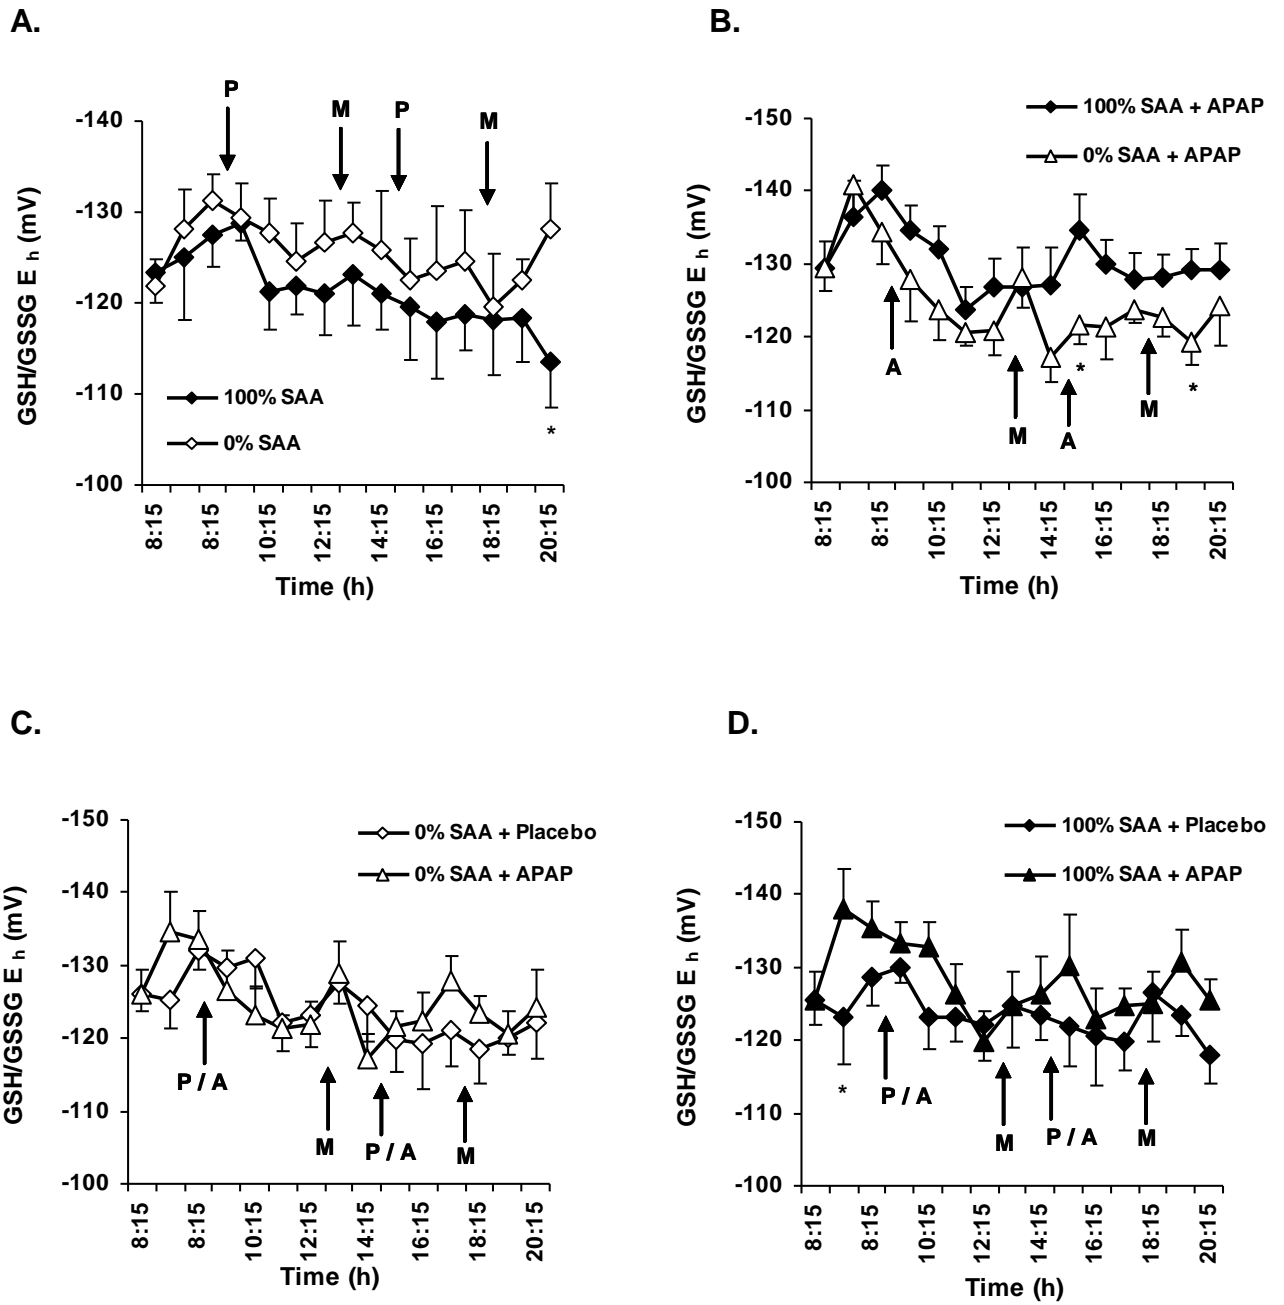 A.
P
M
P
M
-140
-130
-120
-110
-100
GSH/GSSG E h (mV)
100% SAA
0% SAA
*
8:15
8:15
10:15
12:15
14:15
16:15
18:15
20:15
Time (h)
B.
100% SAA + APAP
0% SAA + APAP
-150
-140
-130
-120
-110
-100
GSH/GSSG E h (mV)
A
M
*
A
M
*
8:15
8:15
10:15
12:15
14:15
16:15
18:15
20:15
Time (h)
C.
0% SAA + Placebo
0% SAA + APAP
-150
-140
-130
-120
-110
-100
GSH/GSSG E h (mV)
P / A
M
P / A
M
8:15
8:15
10:15
12:15
14:15
16:15
18:15
20:15
Time (h)
D.
100% SAA + Placebo
100% SAA + APAP
-150
-140
-130
-120
-110
-100
GSH/GSSG E h (mV)
*
P / A
M
P / A
M
8:15
8:15
10:15
12:15
14:15
16:15
18:15
20:15
Time (h)